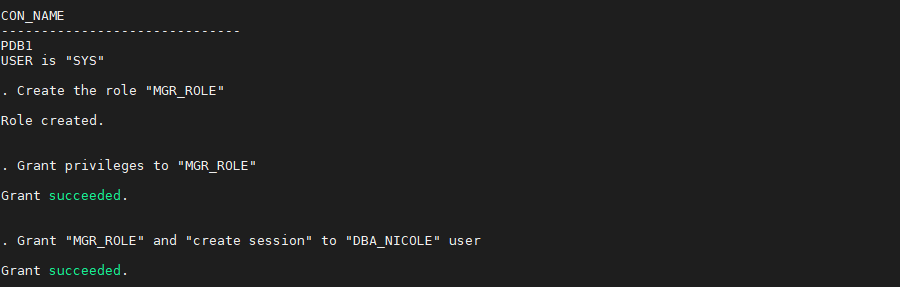 CON_NAME
------------------------------
PDB1
USER is "SYS"
. Create the role "MGR_ROLE"
Role created.
. Grant privileges to "MGR_ROLE"
Grant succeeded.
. Grant "MGR_ROLE" and "create session" to "DBA_NICOLE" user
Grant succeeded.